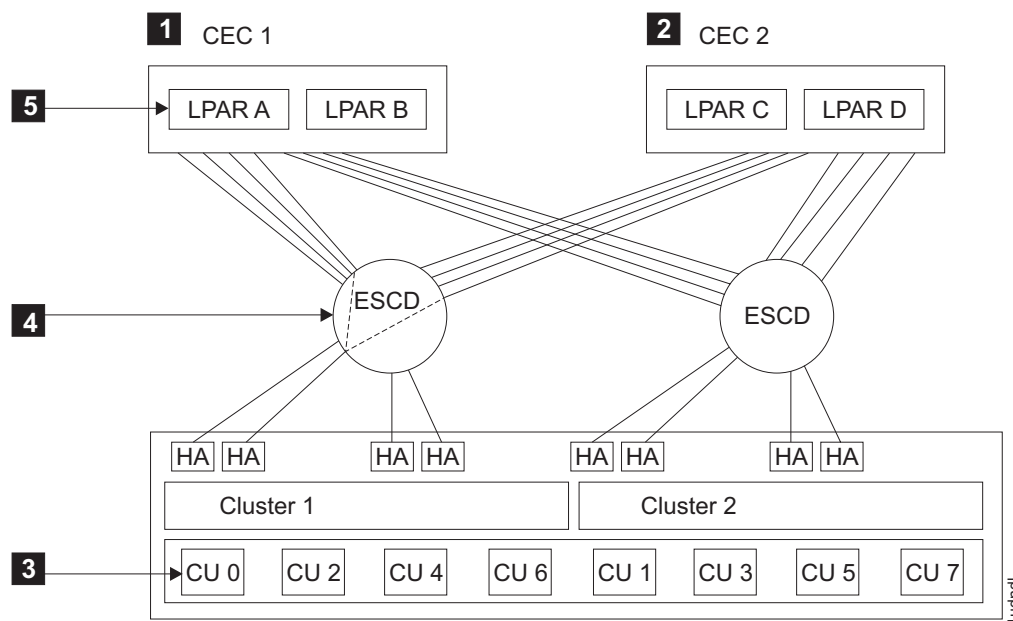 1 CEC 1 2 CEC 2
5 LPAR A LPAR B LPAR C LPAR D
4 ESCD ESCD
HA HA HA HA HA HA HA HA
Cluster 1 Cluster 2
3 CU 0 CU 2 CU 4 CU 6 CU 1 CU 3 CU 5 CU 7